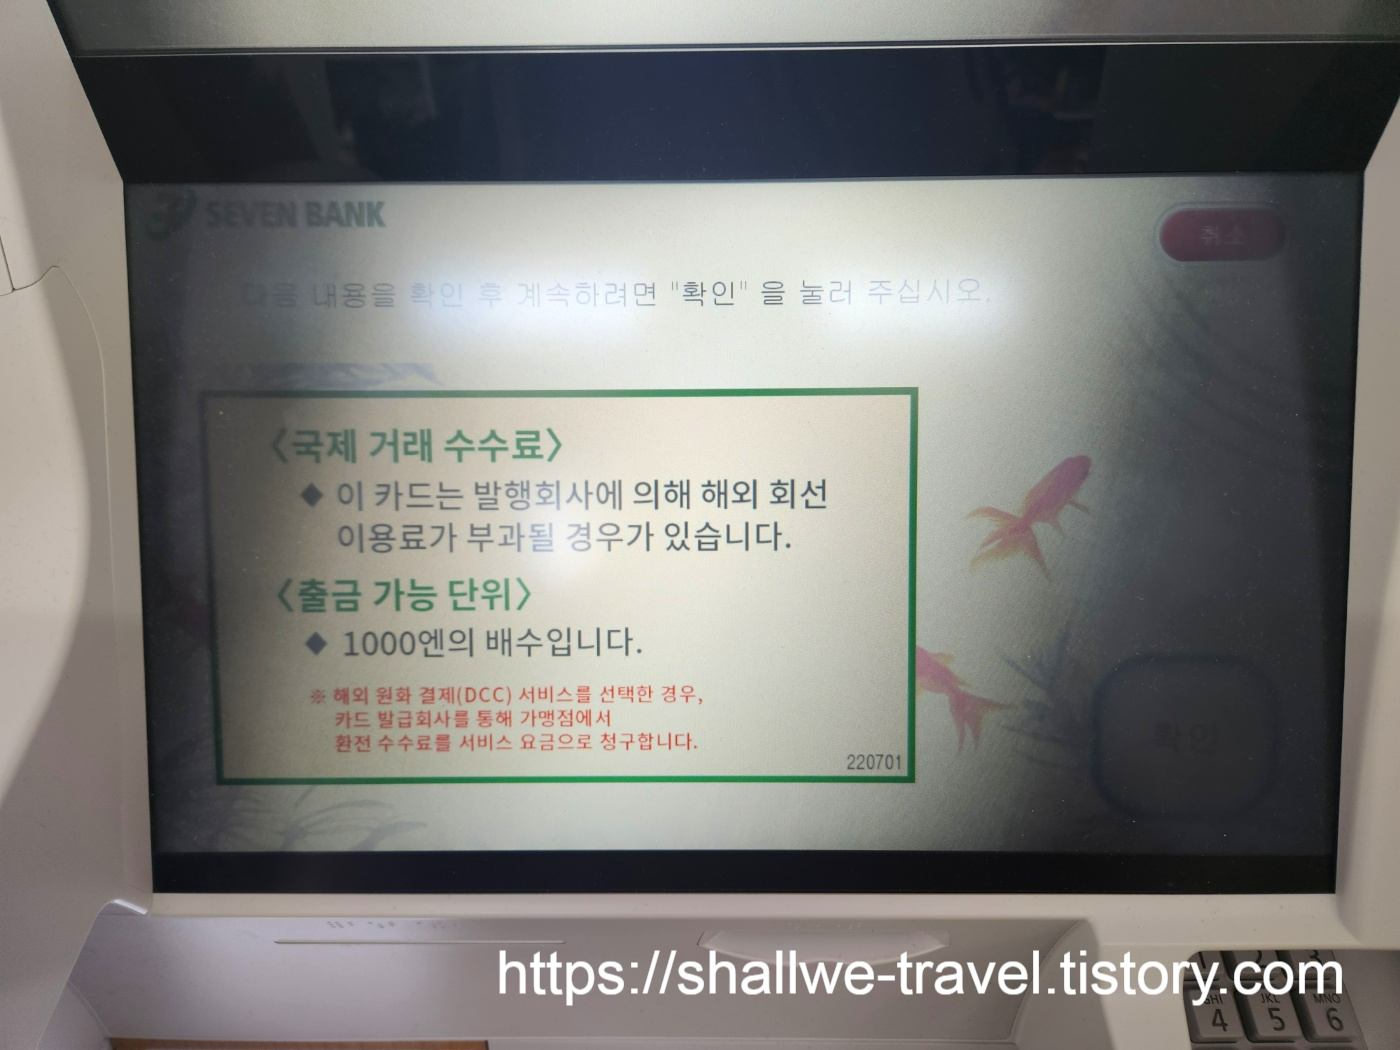 SEVEN BANK
취소
다음 내용을 확인 후 계속하려면 "확인" 을 눌러 주십시오.
〈국제 거래 수수료〉
◆ 이 카드는 발행회사에 의해 해외 회선
이용료가 부과될 경우가 있습니다.
〈출금 가능 단위〉
◆ 1000엔의 배수입니다.
※ 해외 원화 결제(DCC) 서비스를 선택한 경우,
카드 발급회사를 통해 가맹점에서
환전 수수료를 서비스 요금으로 청구합니다.
220701
확인
https://shallwe-travel.tistory.com
2 3
GHI JKL MNO
4 5 6